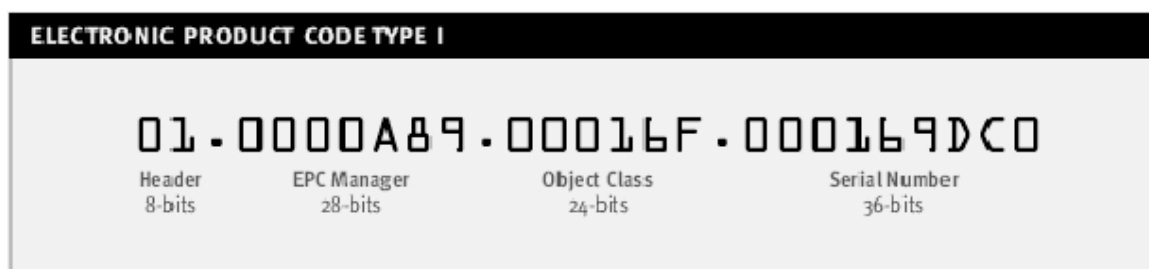 ELECTRONIC PRODUCT CODE TYPE I
01.0000A89.00016F.000169DC0
Header EPC Manager Object Class Serial Number
8-bits 28-bits 24-bits 36-bits